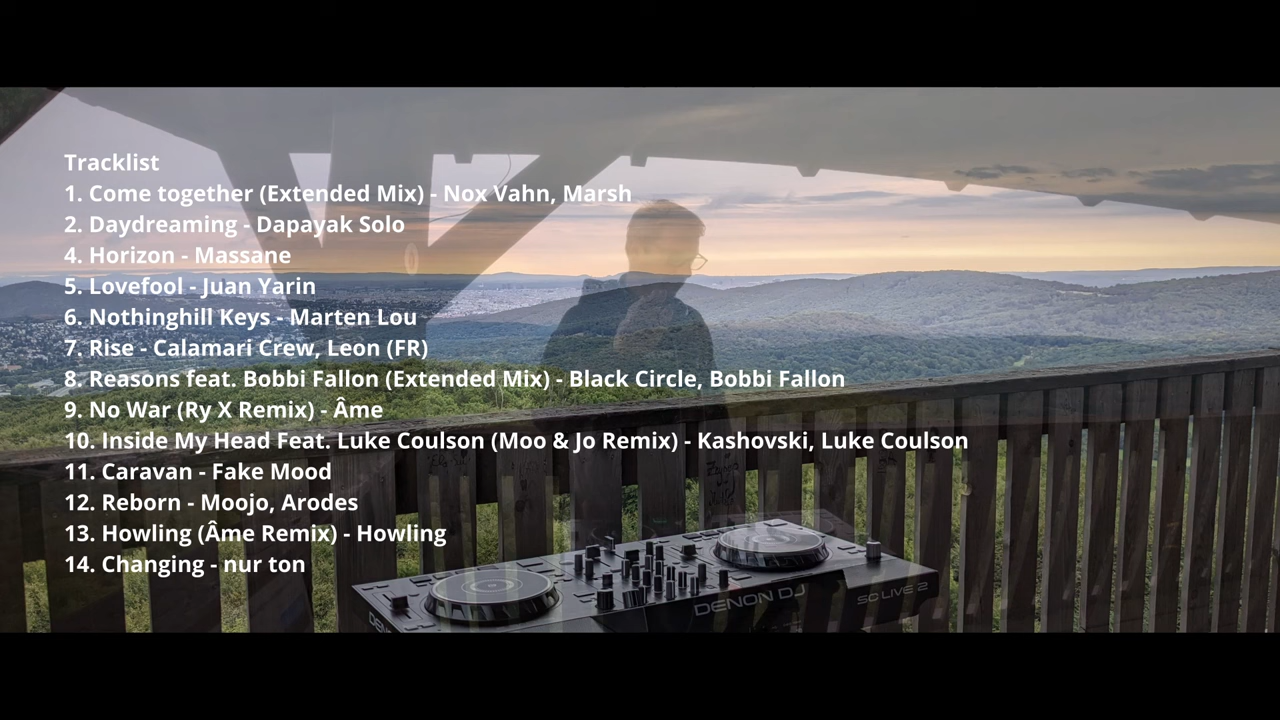 Tracklist
1. Come together (Extended Mix) - Nox Vahn, Marsh
2. Daydreaming - Dapayak Solo
4. Horizon - Massane
5. Lovefool - Juan Yarin
6. Nothinghill Keys - Marten Lou
7. Rise - Calamari Crew, Leon (FR)
8. Reasons feat. Bobbi Fallon (Extended Mix) - Black Circle, Bobbi Fallon
9. No War (Ry X Remix) - Âme
10. Inside My Head Feat. Luke Coulson (Moo & Jo Remix) - Kashovski, Luke Coulson
11. Caravan - Fake Mood
12. Reborn - Moojo, Arodes
13. Howling (Âme Remix) - Howling
14. Changing - nur ton
DENON DJ
SC LIVE 2